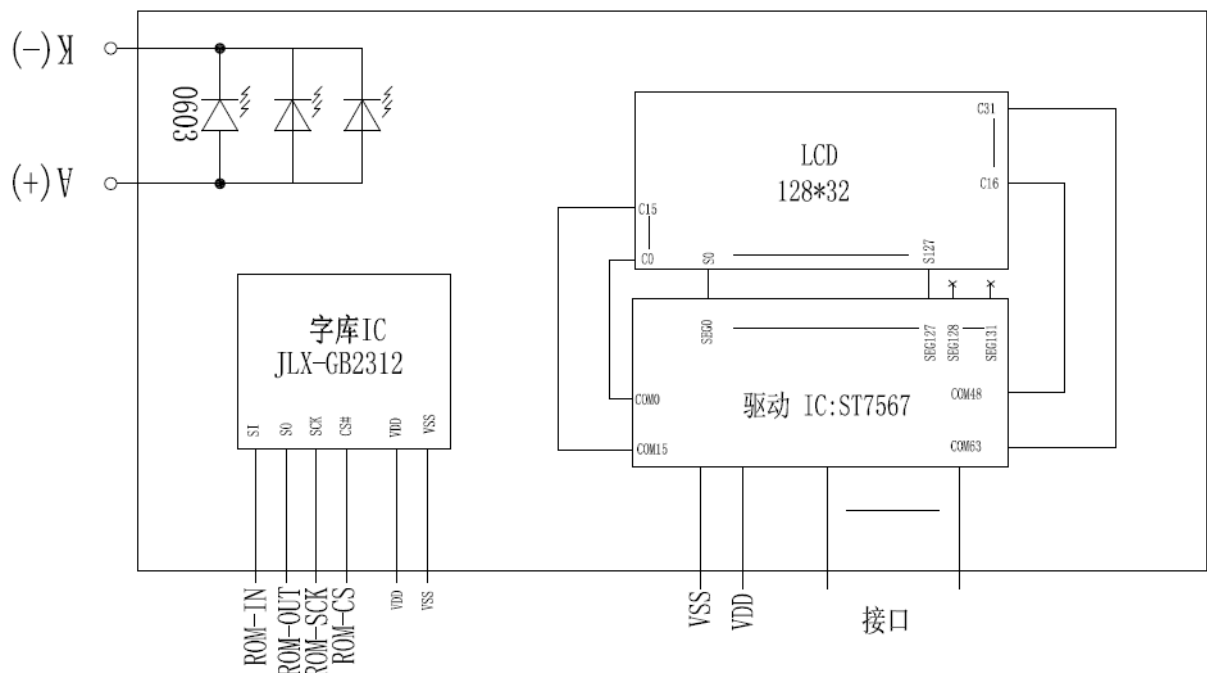 K(-)
0603
A(+)
LCD
128*32
C31
C16
C15
C0
S0
S127
字库IC
JLX-GB2312
SI
SO
SCK
CS#
VDD
VSS
SEG0
SEG127
SEG128
SEG131
驱动 IC:ST7567
COM0
COM15
COM48
COM63
ROM-IN
ROM-OUT
ROM-SCK
ROM-CS
VDD
VSS
VSS
VDD
接口